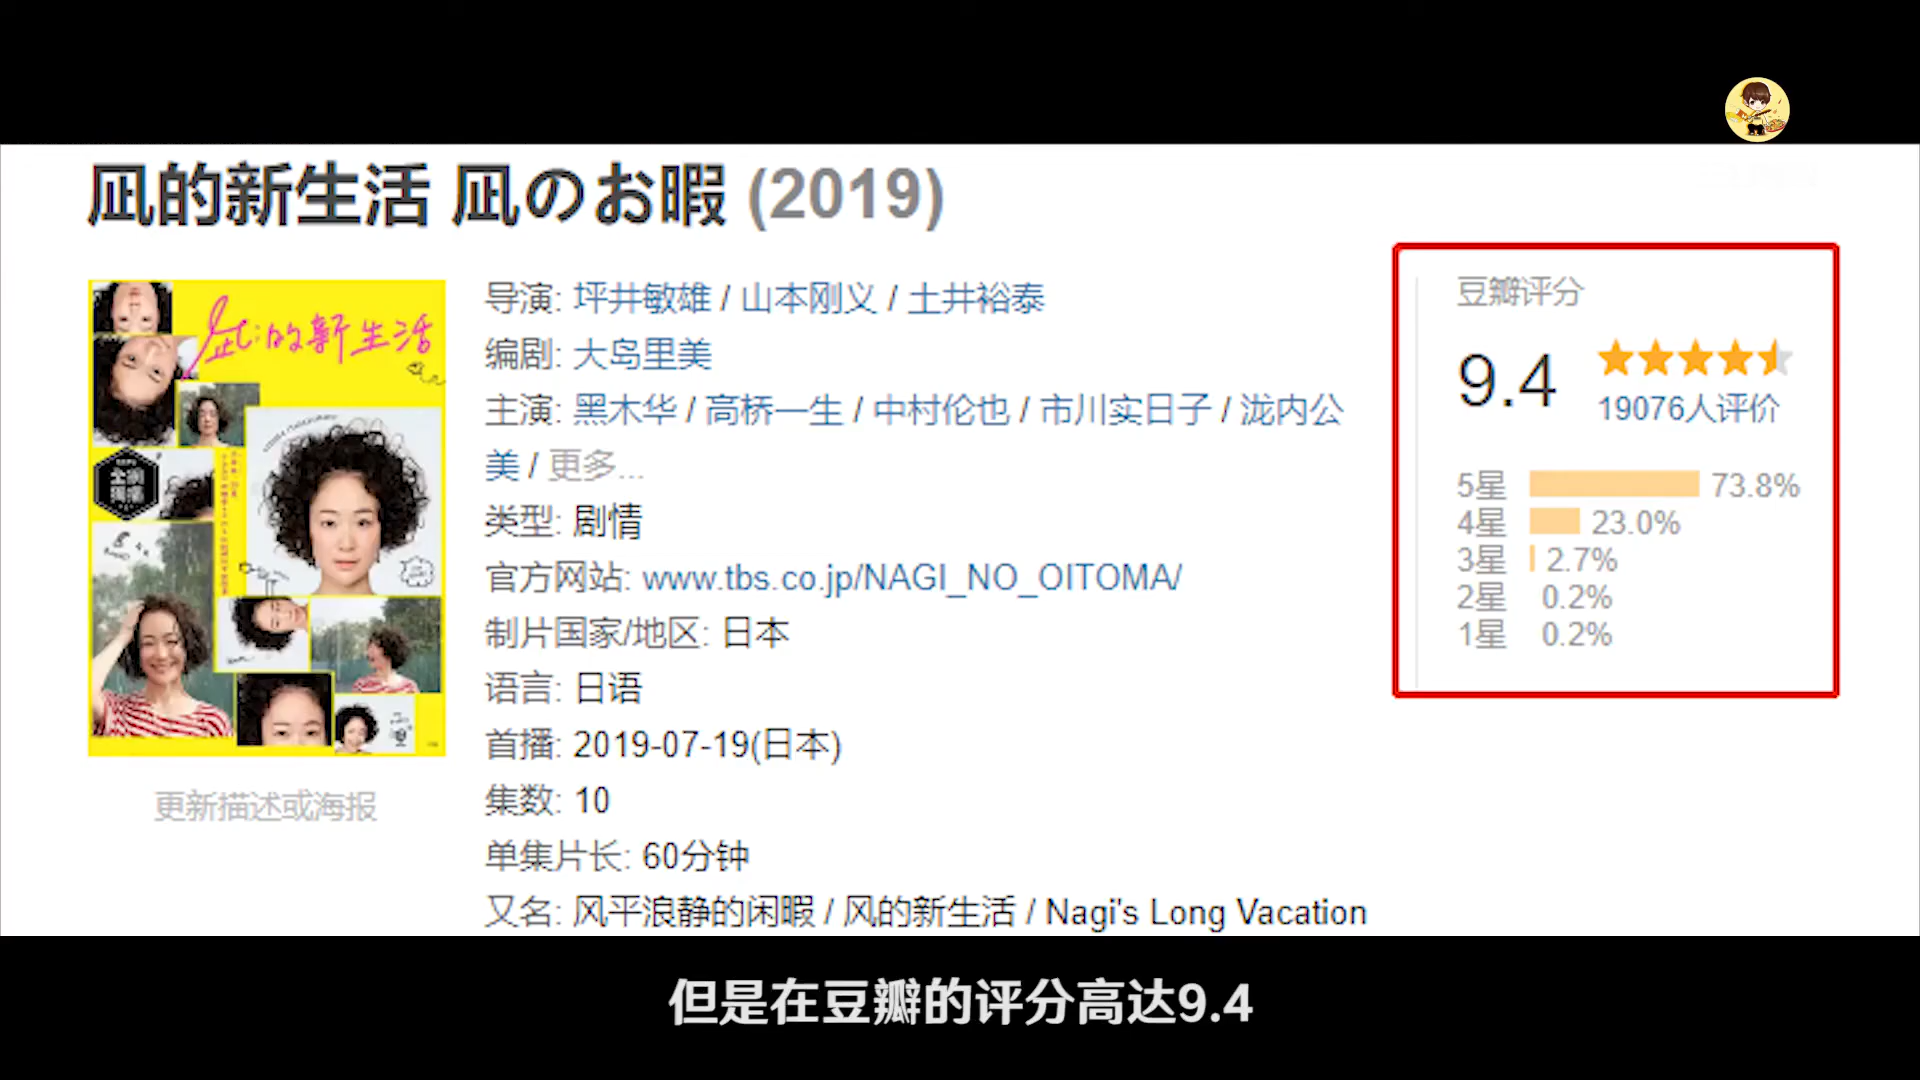 凪的新生活 凪のお暇 (2019)
凪的新生活
导演: 坪井敏雄 / 山本刚义 / 土井裕泰
编剧: 大岛里美
主演: 黑木华 / 高桥一生 / 中村伦也 / 市川实日子 / 泷内公
美 / 更多...
类型: 剧情
官方网站: www.tbs.co.jp/NAGI_NO_OITOMA/
制片国家/地区: 日本
语言: 日语
首播: 2019-07-19(日本)
集数: 10
单集片长: 60分钟
又名: 风平浪静的闲暇 / 风的新生活 / Nagi's Long Vacation
更新描述或海报
豆瓣评分
9.4
19076人评价
5星 73.8%
4星 23.0%
3星 2.7%
2星 0.2%
1星 0.2%
但是在豆瓣的评分高达9.4